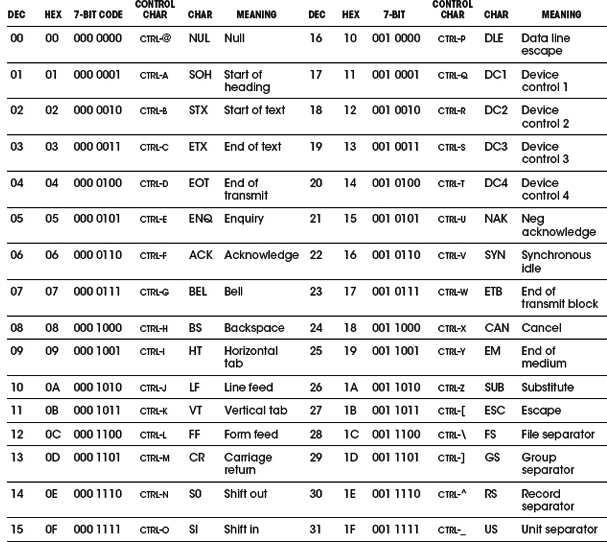 DEC HEX 7-BIT CODE CONTROL CHAR CHAR MEANING DEC HEX 7-BIT CONTROL CHAR CHAR MEANING
00 00 000 0000 CTRL-@ NUL Null 16 10 001 0000 CTRL-P DLE Data line escape
01 01 000 0001 CTRL-A SOH Start of heading 17 11 001 0001 CTRL-Q DC1 Device control 1
02 02 000 0010 CTRL-B STX Start of text 18 12 001 0010 CTRL-R DC2 Device control 2
03 03 000 0011 CTRL-C ETX End of text 19 13 001 0011 CTRL-S DC3 Device control 3
04 04 000 0100 CTRL-D EOT End of transmit 20 14 001 0100 CTRL-T DC4 Device control 4
05 05 000 0101 CTRL-E ENQ Enquiry 21 15 001 0101 CTRL-U NAK Neg acknowledge
06 06 000 0110 CTRL-F ACK Acknowledge 22 16 001 0110 CTRL-V SYN Synchronous idle
07 07 000 0111 CTRL-G BEL Bell 23 17 001 0111 CTRL-W ETB End of transmit block
08 08 000 1000 CTRL-H BS Backspace 24 18 001 1000 CTRL-X CAN Cancel
09 09 000 1001 CTRL-I HT Horizontal tab 25 19 001 1001 CTRL-Y EM End of medium
10 0A 000 1010 CTRL-J LF Line feed 26 1A 001 1010 CTRL-Z SUB Substitute
11 0B 000 1011 CTRL-K VT Vertical tab 27 1B 001 1011 CTRL-[ ESC Escape
12 0C 000 1100 CTRL-L FF Form feed 28 1C 001 1100 CTRL-\ FS File separator
13 0D 000 1101 CTRL-M CR Carriage return 29 1D 001 1101 CTRL-] GS Group separator
14 0E 000 1110 CTRL-N S0 Shift out 30 1E 001 1110 CTRL-^ RS Record separator
15 0F 000 1111 CTRL-O SI Shift in 31 1F 001 1111 CTRL-_ US Unit separator